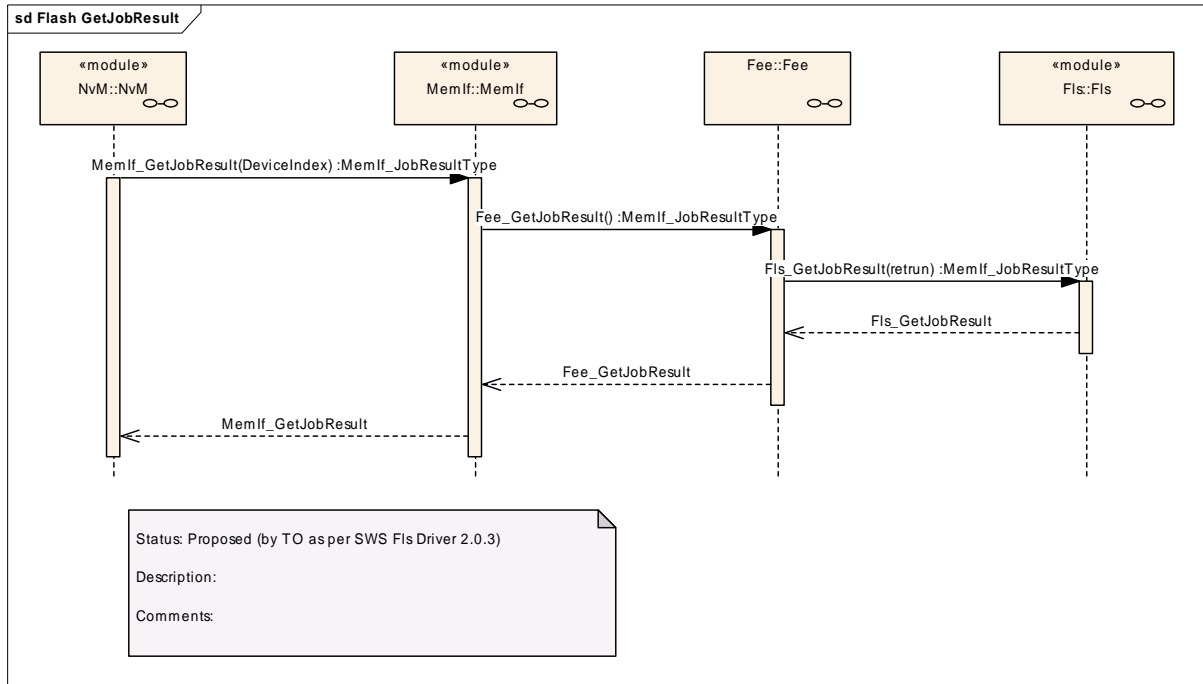 sd Flash GetJobResult
«module»
NvM::NvM
«module»
MemIf::MemIf
Fee::Fee
«module»
Fls::Fls
MemIf_GetJobResult(DeviceIndex) :MemIf_JobResultType
Fee_GetJobResult() :MemIf_JobResultType
Fls_GetJobResult(retrun) :MemIf_JobResultType
Fls_GetJobResult
Fee_GetJobResult
MemIf_GetJobResult
Status: Proposed (by TO as per SWS Fls Driver 2.0.3)
Description:
Comments: